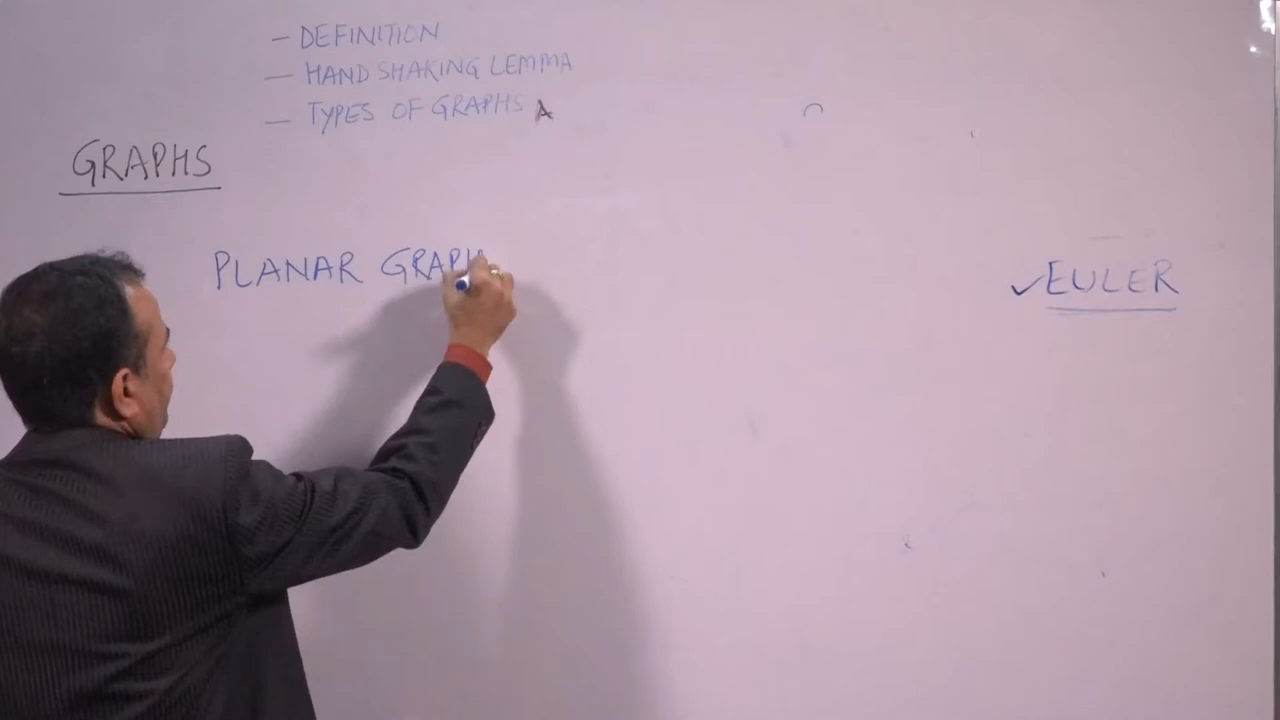 — DEFINITION
— HAND SHAKING LEMMA
— TYPES OF GRAPHS
GRAPHS
PLANAR GRAPH
✓EULER